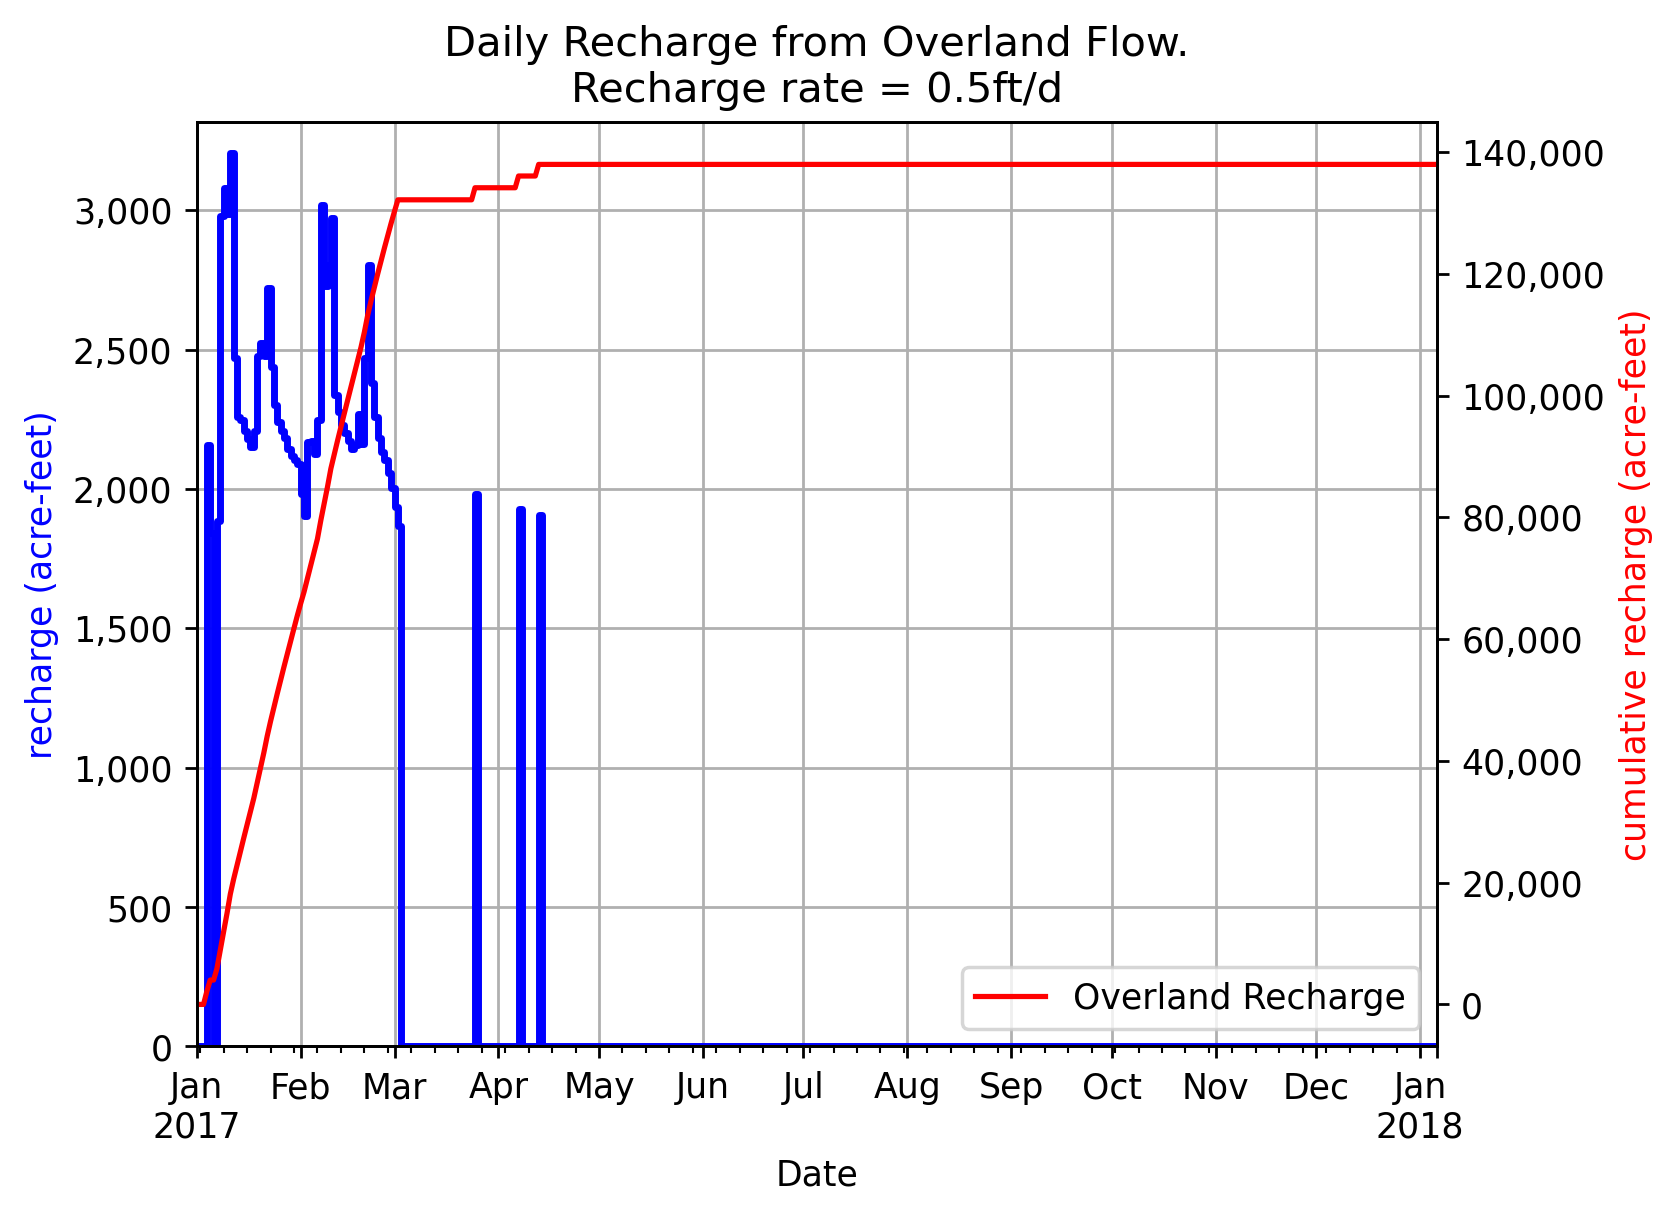 Daily Recharge from Overland Flow.
Recharge rate = 0.5ft/d
recharge (acre-feet)
3,000
2,500
2,000
1,500
1,000
500
0
140,000
120,000
100,000
80,000
60,000
40,000
20,000
0
cumulative recharge (acre-feet)
Overland Recharge
Jan Feb Mar Apr May Jun Jul Aug Sep Oct Nov Dec Jan
2017 2018
Date